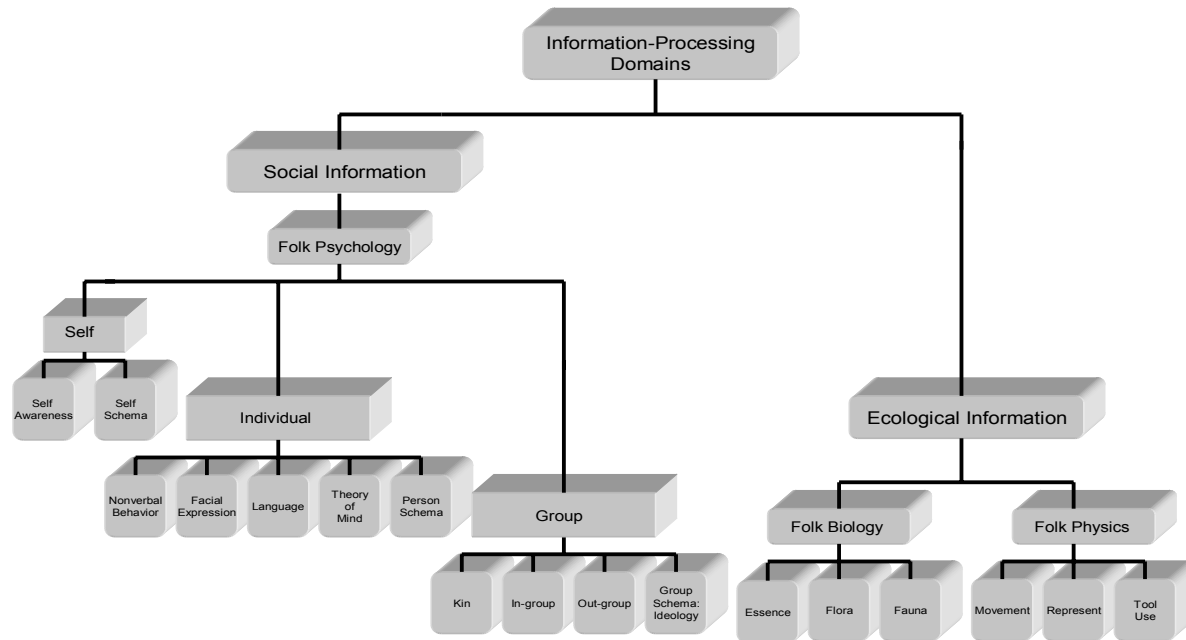 Information-Processing
Domains
Social Information
Folk Psychology
Self
Self
Awareness
Self
Schema
Individual
Nonverbal
Behavior
Facial
Expression
Language
Theory
of
Mind
Person
Schema
Group
Kin
In-group
Out-group
Group
Schema:
Ideology
Ecological Information
Folk Biology
Essence
Flora
Fauna
Folk Physics
Movement
Represent
Tool
Use